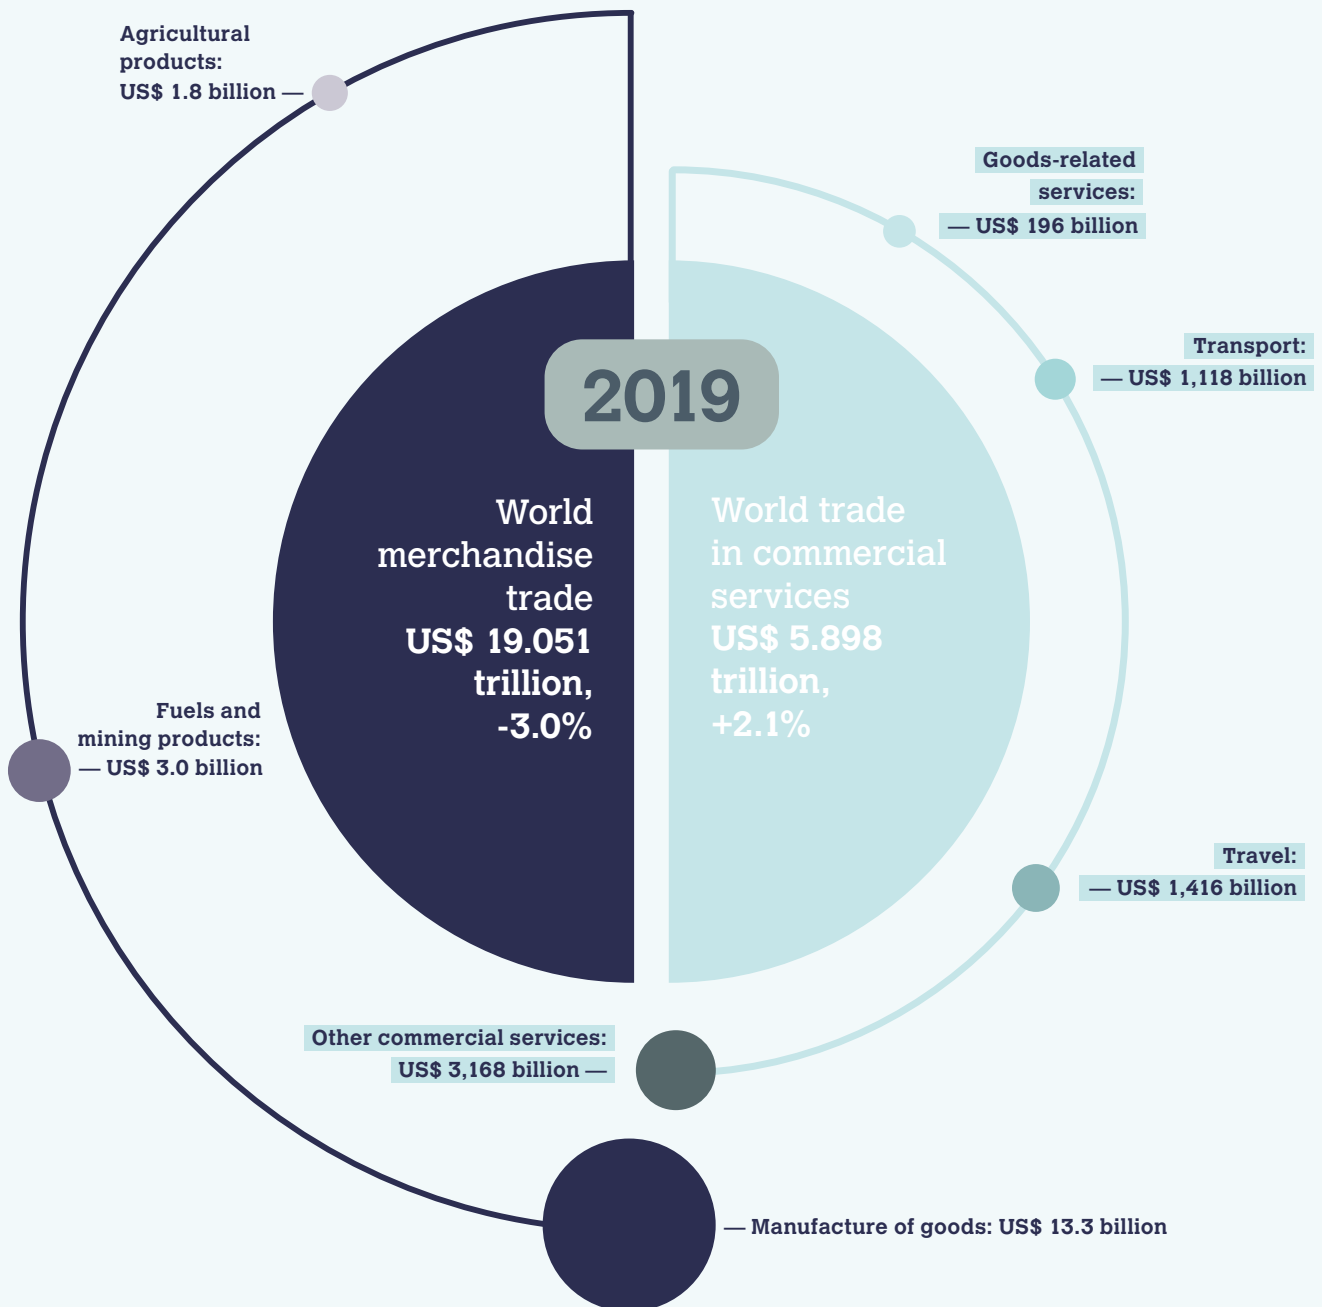 Agricultural
products:
US$ 1.8 billion —
Goods-related
services:
— US$ 196 billion
Transport:
— US$ 1,118 billion
2019
World
merchandise
trade
US$ 19.051
trillion,
-3.0%
World trade
in commercial
services
US$ 5.898
trillion,
+2.1%
Fuels and
mining products:
— US$ 3.0 billion
Travel:
— US$ 1,416 billion
Other commercial services:
US$ 3,168 billion —
— Manufacture of goods: US$ 13.3 billion